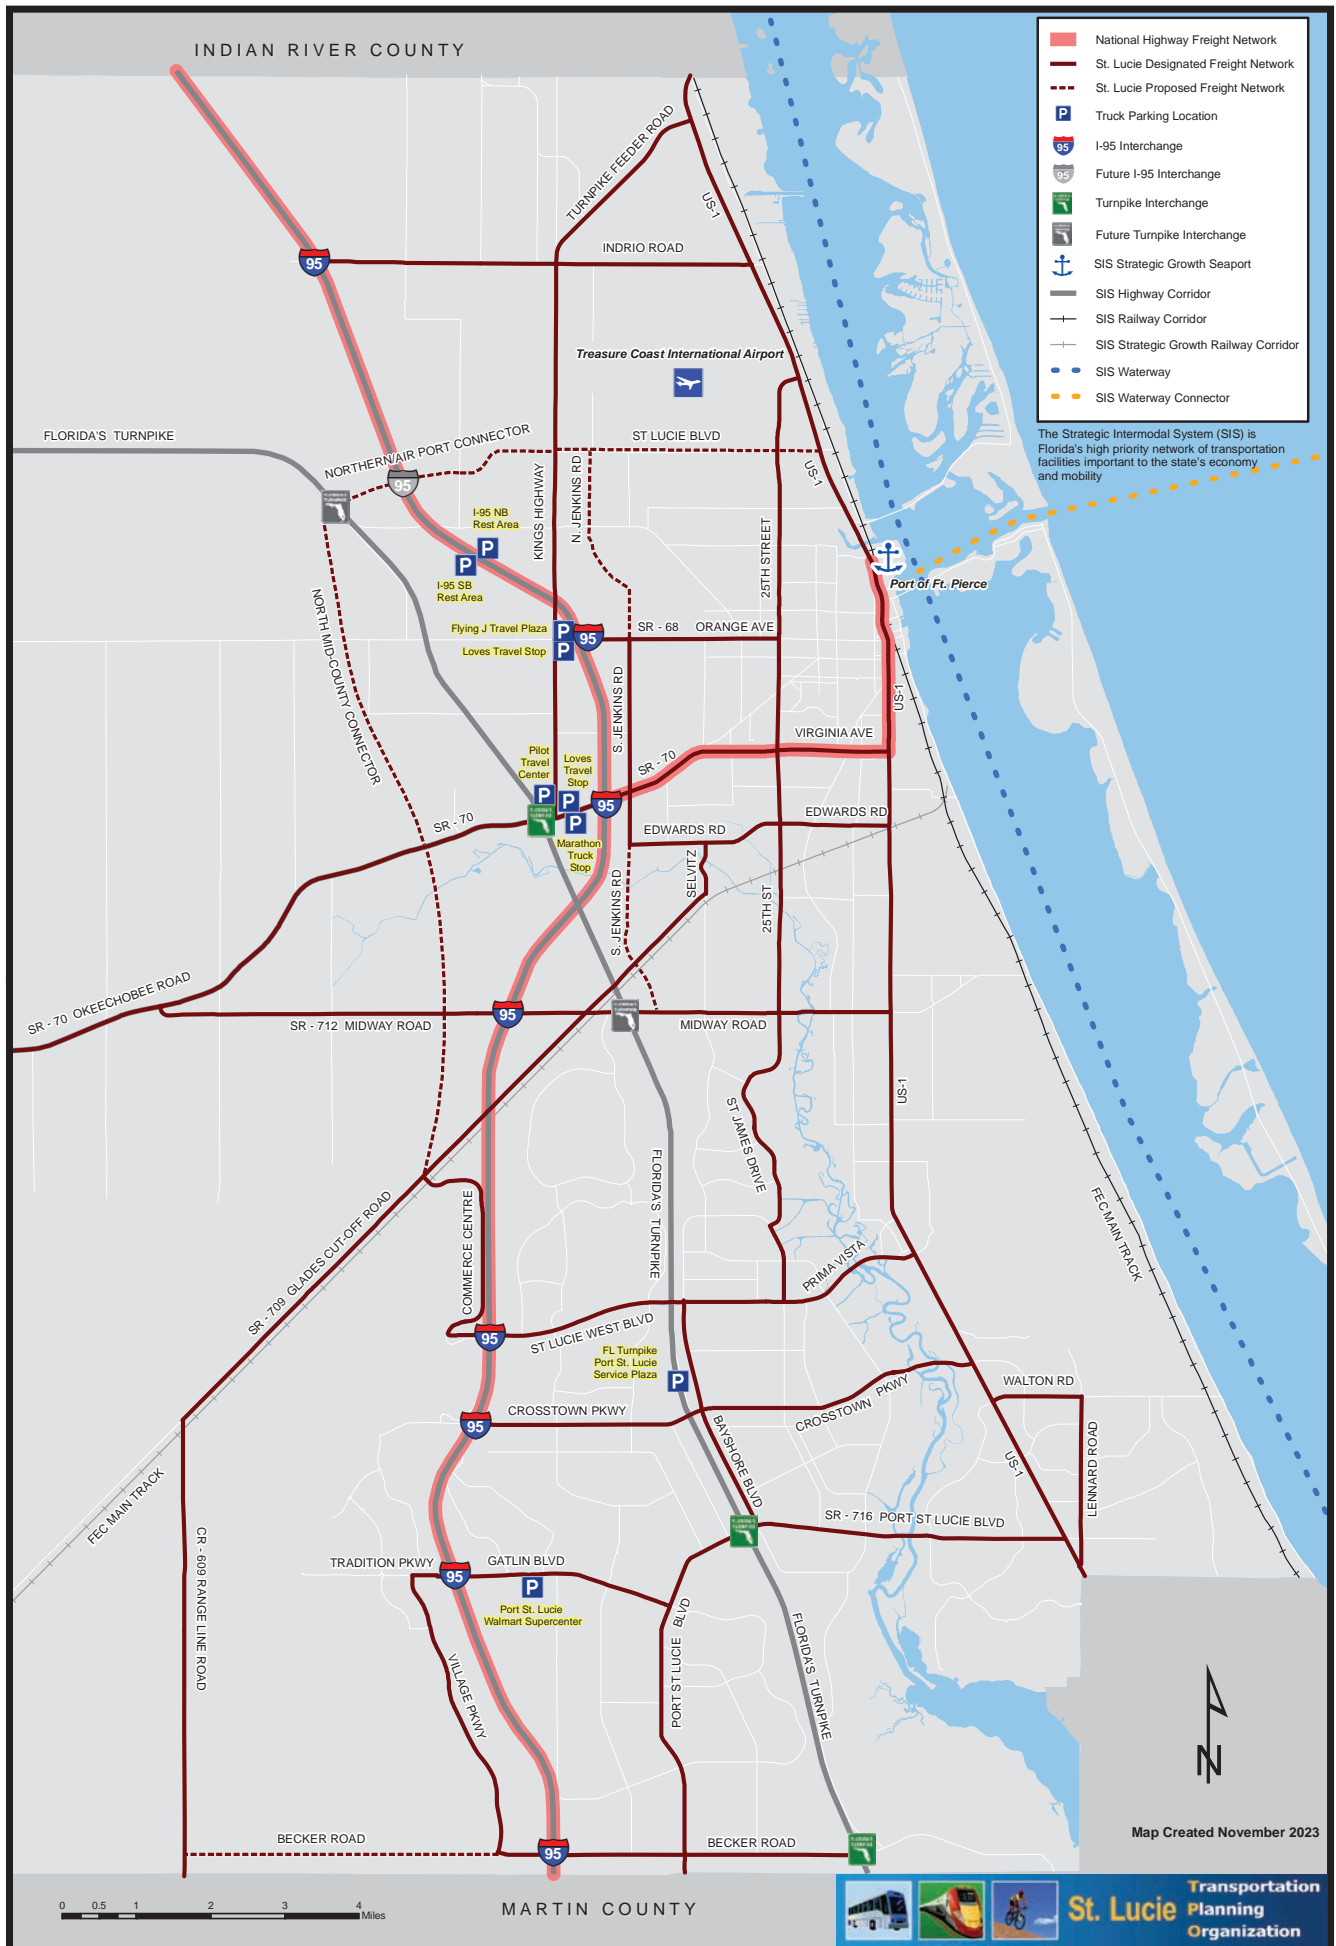 INDIAN RIVER COUNTY
National Highway Freight Network
St. Lucie Designated Freight Network
St. Lucie Proposed Freight Network
P
Truck Parking Location
95
I-95 Interchange
95
Future I-95 Interchange
Turnpike Interchange
Future Turnpike Interchange
SIS Strategic Growth Seaport
SIS Highway Corridor
SIS Railway Corridor
SIS Strategic Growth Railway Corridor
SIS Waterway
SIS Waterway Connector
The Strategic Intermodal System (SIS) is
Florida's high priority network of transportation
facilities important to the state's economy
and mobility
TURNPIKE FEEDER ROAD
US-1
INDRIO ROAD
95
Treasure Coast International Airport
FLORIDA'S TURNPIKE
NORTHERN/AIRPORT CONNECTOR
ST LUCIE BLVD
KINGS HIGHWAY
N. JENKINS RD
US-1
95
I-95 NB
Rest Area
P
P
I-95 SB
Rest Area
25TH STREET
Port of Ft. Pierce
NORTH MID-COUNTY CONNECTOR
Flying J Travel Plaza
P
95
SR - 68 ORANGE AVE
Loves Travel Stop
P
S. JENKINS RD
US-1
VIRGINIA AVE
SR - 70
Pilot
Travel
Center
P
Loves
Travel
Stop
P
95
P
Marathon
Truck
Stop
SR - 70
EDWARDS RD
EDWARDS RD
SELVITZ
S. JENKINS RD
25TH ST
SR - 70 OKEECHOBEE ROAD
95
SR - 712 MIDWAY ROAD
MIDWAY ROAD
US-1
ST JAMES DRIVE
FLORIDA'S TURNPIKE
COMMERCE CENTRE
SR - 709 GLADES CUT-OFF ROAD
FEC MAIN TRACK
PRIMA VISTA
95
ST LUCIE WEST BLVD
FL Turnpike
Port St. Lucie
Service Plaza
P
WALTON RD
CROSSTOWN PKWY
CROSSTOWN PKWY
95
BAYSHORE BLVD
US-1
LENNARD ROAD
FEC MAIN TRACK
SR - 716 PORT ST LUCIE BLVD
CR - 609 RANGE LINE ROAD
TRADITION PKWY
95
GATLIN BLVD
P
Port St. Lucie
Walmart Supercenter
PORT ST LUCIE BLVD
FLORIDA'S TURNPIKE
VILLAGE PKWY
N
Map Created November 2023
BECKER ROAD
95
BECKER ROAD
0 0.5 1 2 3 4
Miles
MARTIN COUNTY
St. Lucie
Transportation
Planning
Organization